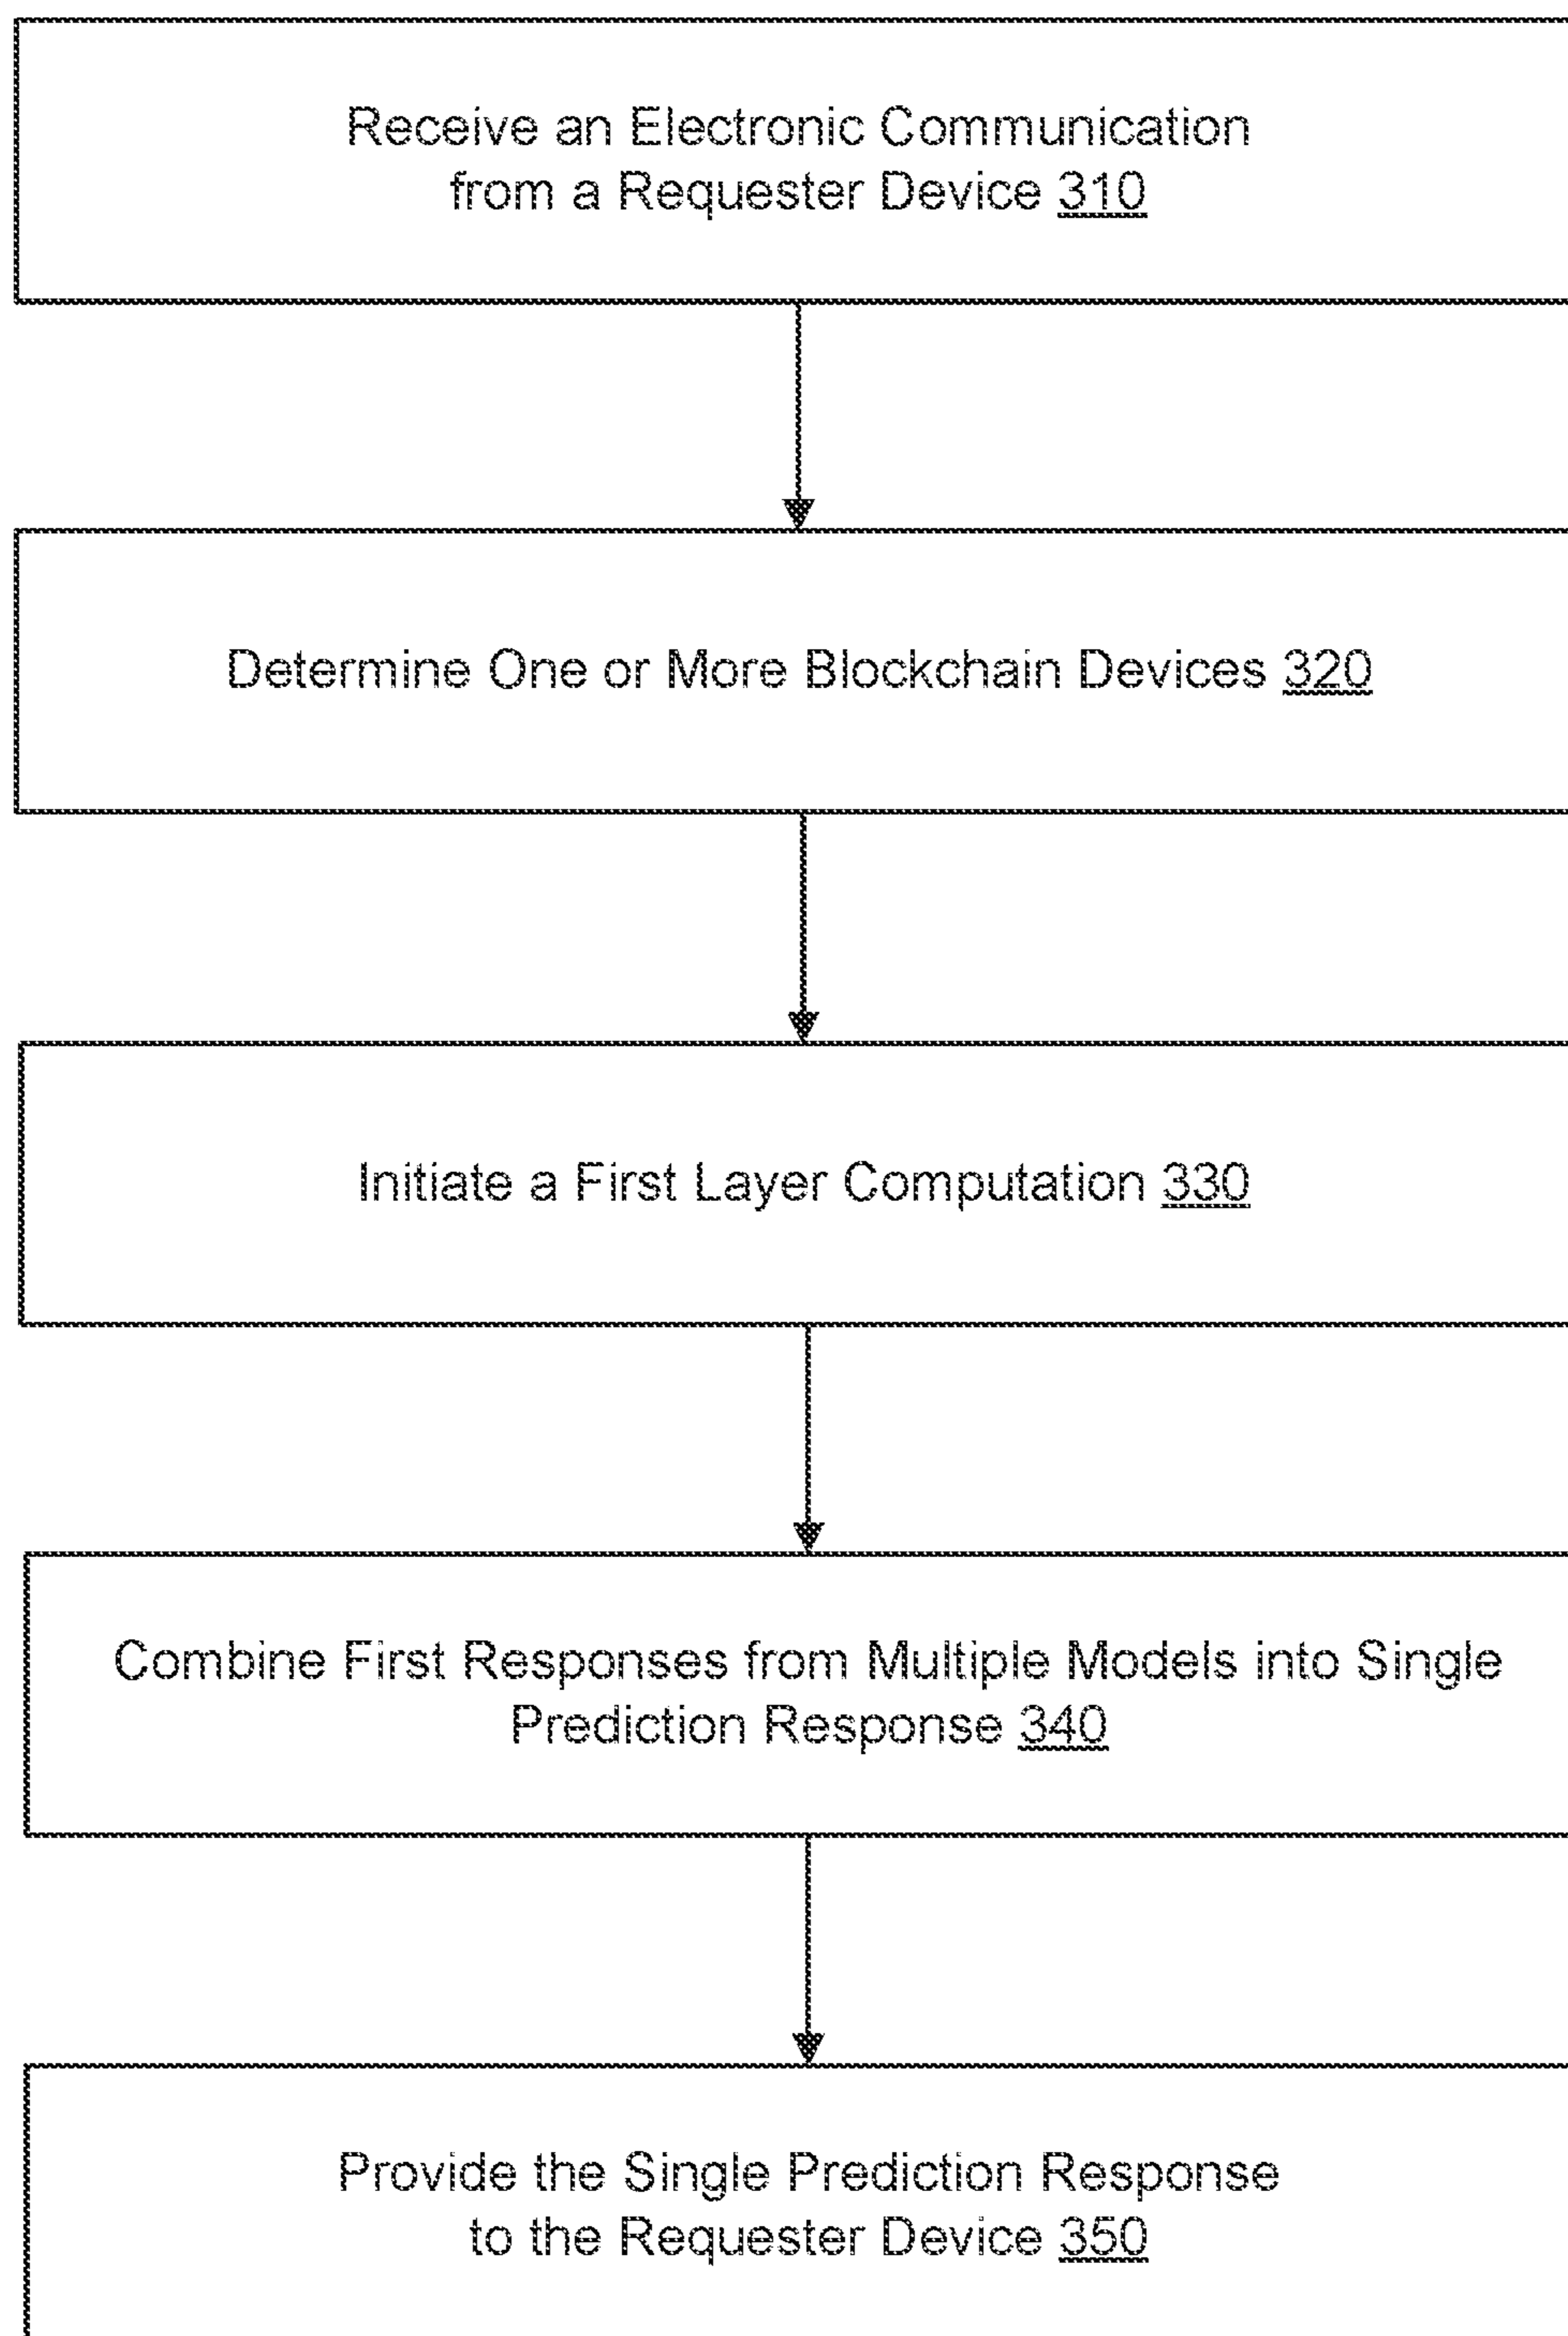 Receive an Electronic Communication
from a Requester Device 310
Determine One or More Blockchain Devices 320
Initiate a First Layer Computation 330
Combine First Responses from Multiple Models into Single
Prediction Response 340
Provide the Single Prediction Response
to the Requester Device 350